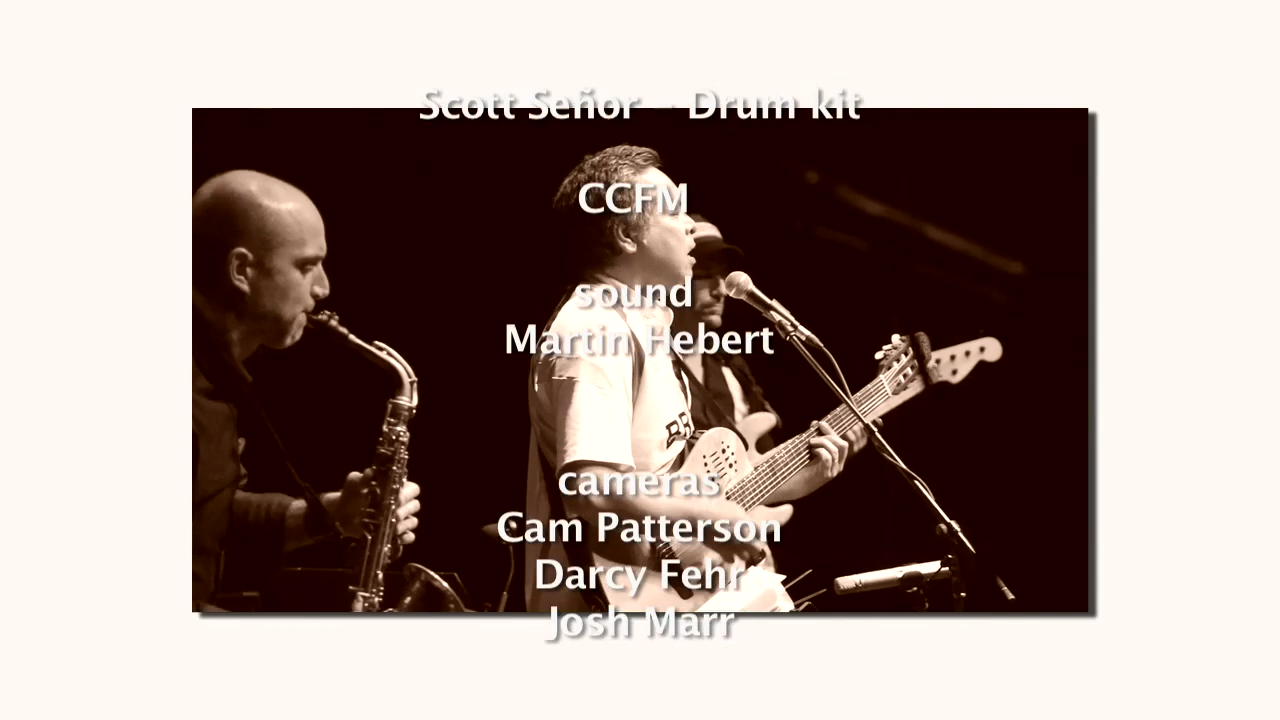 Scott Señor - Drum kit
CCFM
sound
Martin Hebert
cameras
Cam Patterson
Darcy Fehr
Josh Marr